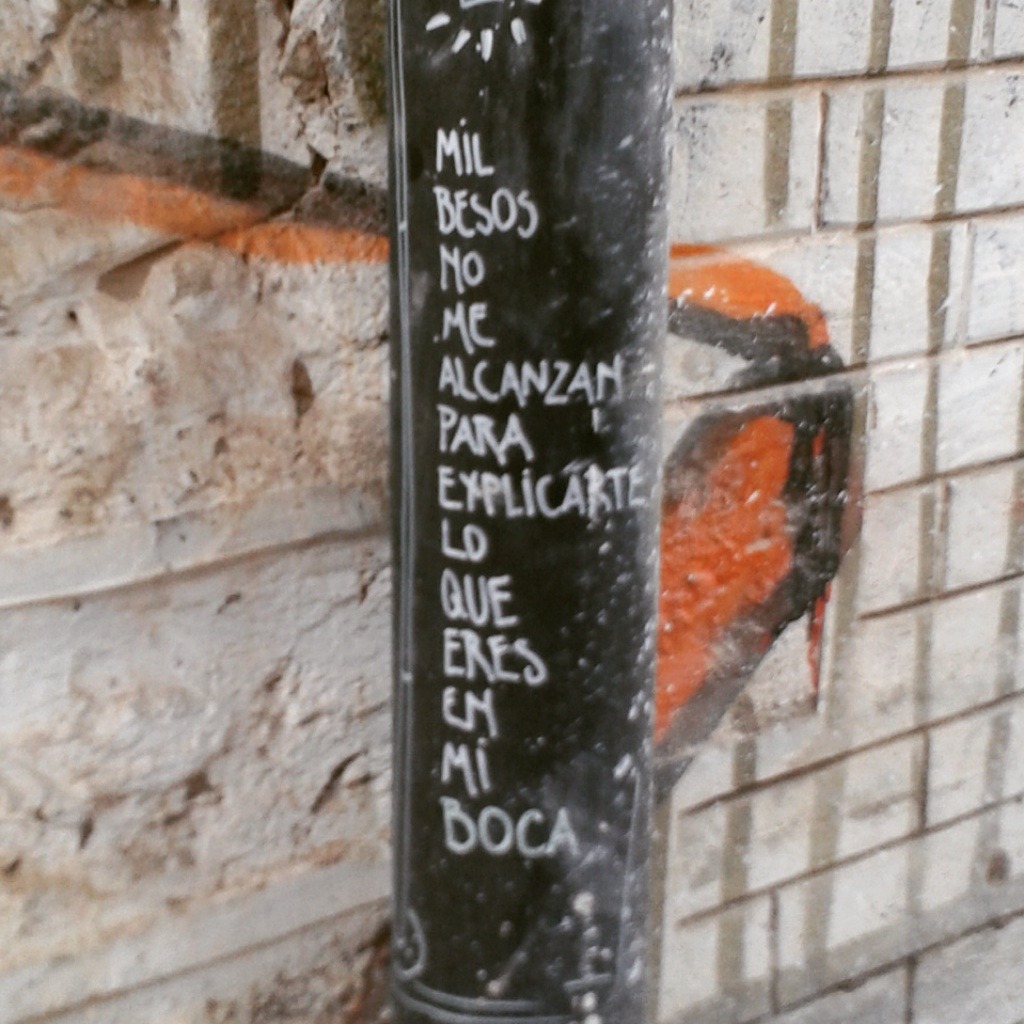 MIL
BESOS
NO
ME
ALCANZAN
PARA
EXPLICARTE
LO
QUE
ERES
EN
MI
BOCA